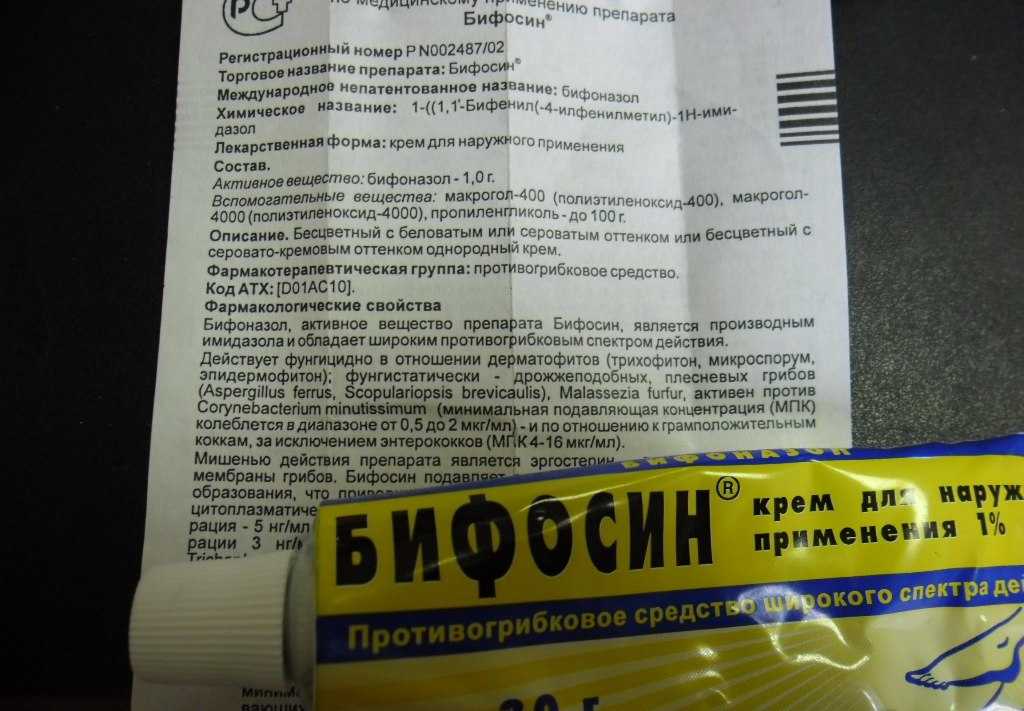 по медицинскому применению препарата
Бифосин®
Регистрационный номер Р N002487/02
Торговое название препарата: Бифосин®
Международное непатентованное название: бифоназол
Химическое название: 1-((1,1'-Бифенил(-4-илфенилметил)-1Н-ими-
дазол
Лекарственная форма: крем для наружного применения
Состав.
Активное вещество: бифоназол - 1,0 г.
Вспомогательные вещества: макрогол-400 (полиэтиленоксид-400), макрогол-
4000 (полиэтиленоксид-4000), пропиленгликоль - до 100 г.
Описание. Бесцветный с беловатым или сероватым оттенком или бесцветный с
серовато-кремовым оттенком однородный крем.
Фармакотерапевтическая группа: противогрибковое средство.
Код АТХ: [D01AC10].
Фармакологические свойства
Бифоназол, активное вещество препарата Бифосин, является производным
имидазола и обладает широким противогрибковым спектром действия.
Действует фунгицидно в отношении дерматофитов (трихофитон, микроспорум,
эпидермофитон); фунгистатически - дрожжеподобных, плесневых грибов
(Aspergillus ferrus, Scopulariopsis brevicaulis), Malassezia furfur, активен против
Corynebacterium minutissimum (минимальная подавляющая концентрация (МПК)
колеблется в диапазоне от 0,5 до 2 мкг/мл) - и по отношению к грамположительным
коккам, за исключением энтерококков (МПК 4-16 мкг/мл).
Мишенью действия препарата является эргостерин
мембраны грибов. Бифосин подавляет
образования, что приво
цитоплазматиче
рация - 5 нг/мл
рации 3 нг/м
БИФОНАЗОЛ
БИФОСИН®
крем для наруж
применения 1%
Противогрибковое средство широкого спектра де
30 г
вающих